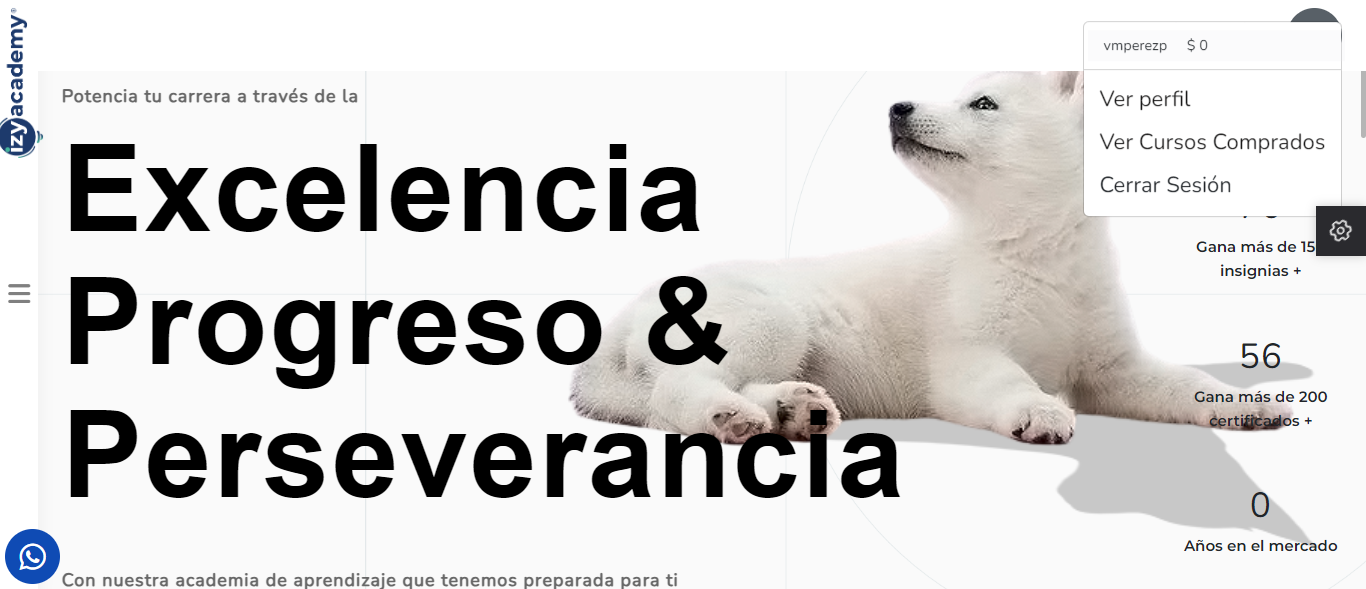 izyacademy®
vmperezp $ 0
Ver perfil
Ver Cursos Comprados
Cerrar Sesión
Potencia tu carrera a través de la
Excelencia
Progreso &
Perseverancia
Con nuestra academia de aprendizaje que tenemos preparada para ti
Gana más de 15
insignias +
56
Gana más de 200
certificados +
0
Años en el mercado